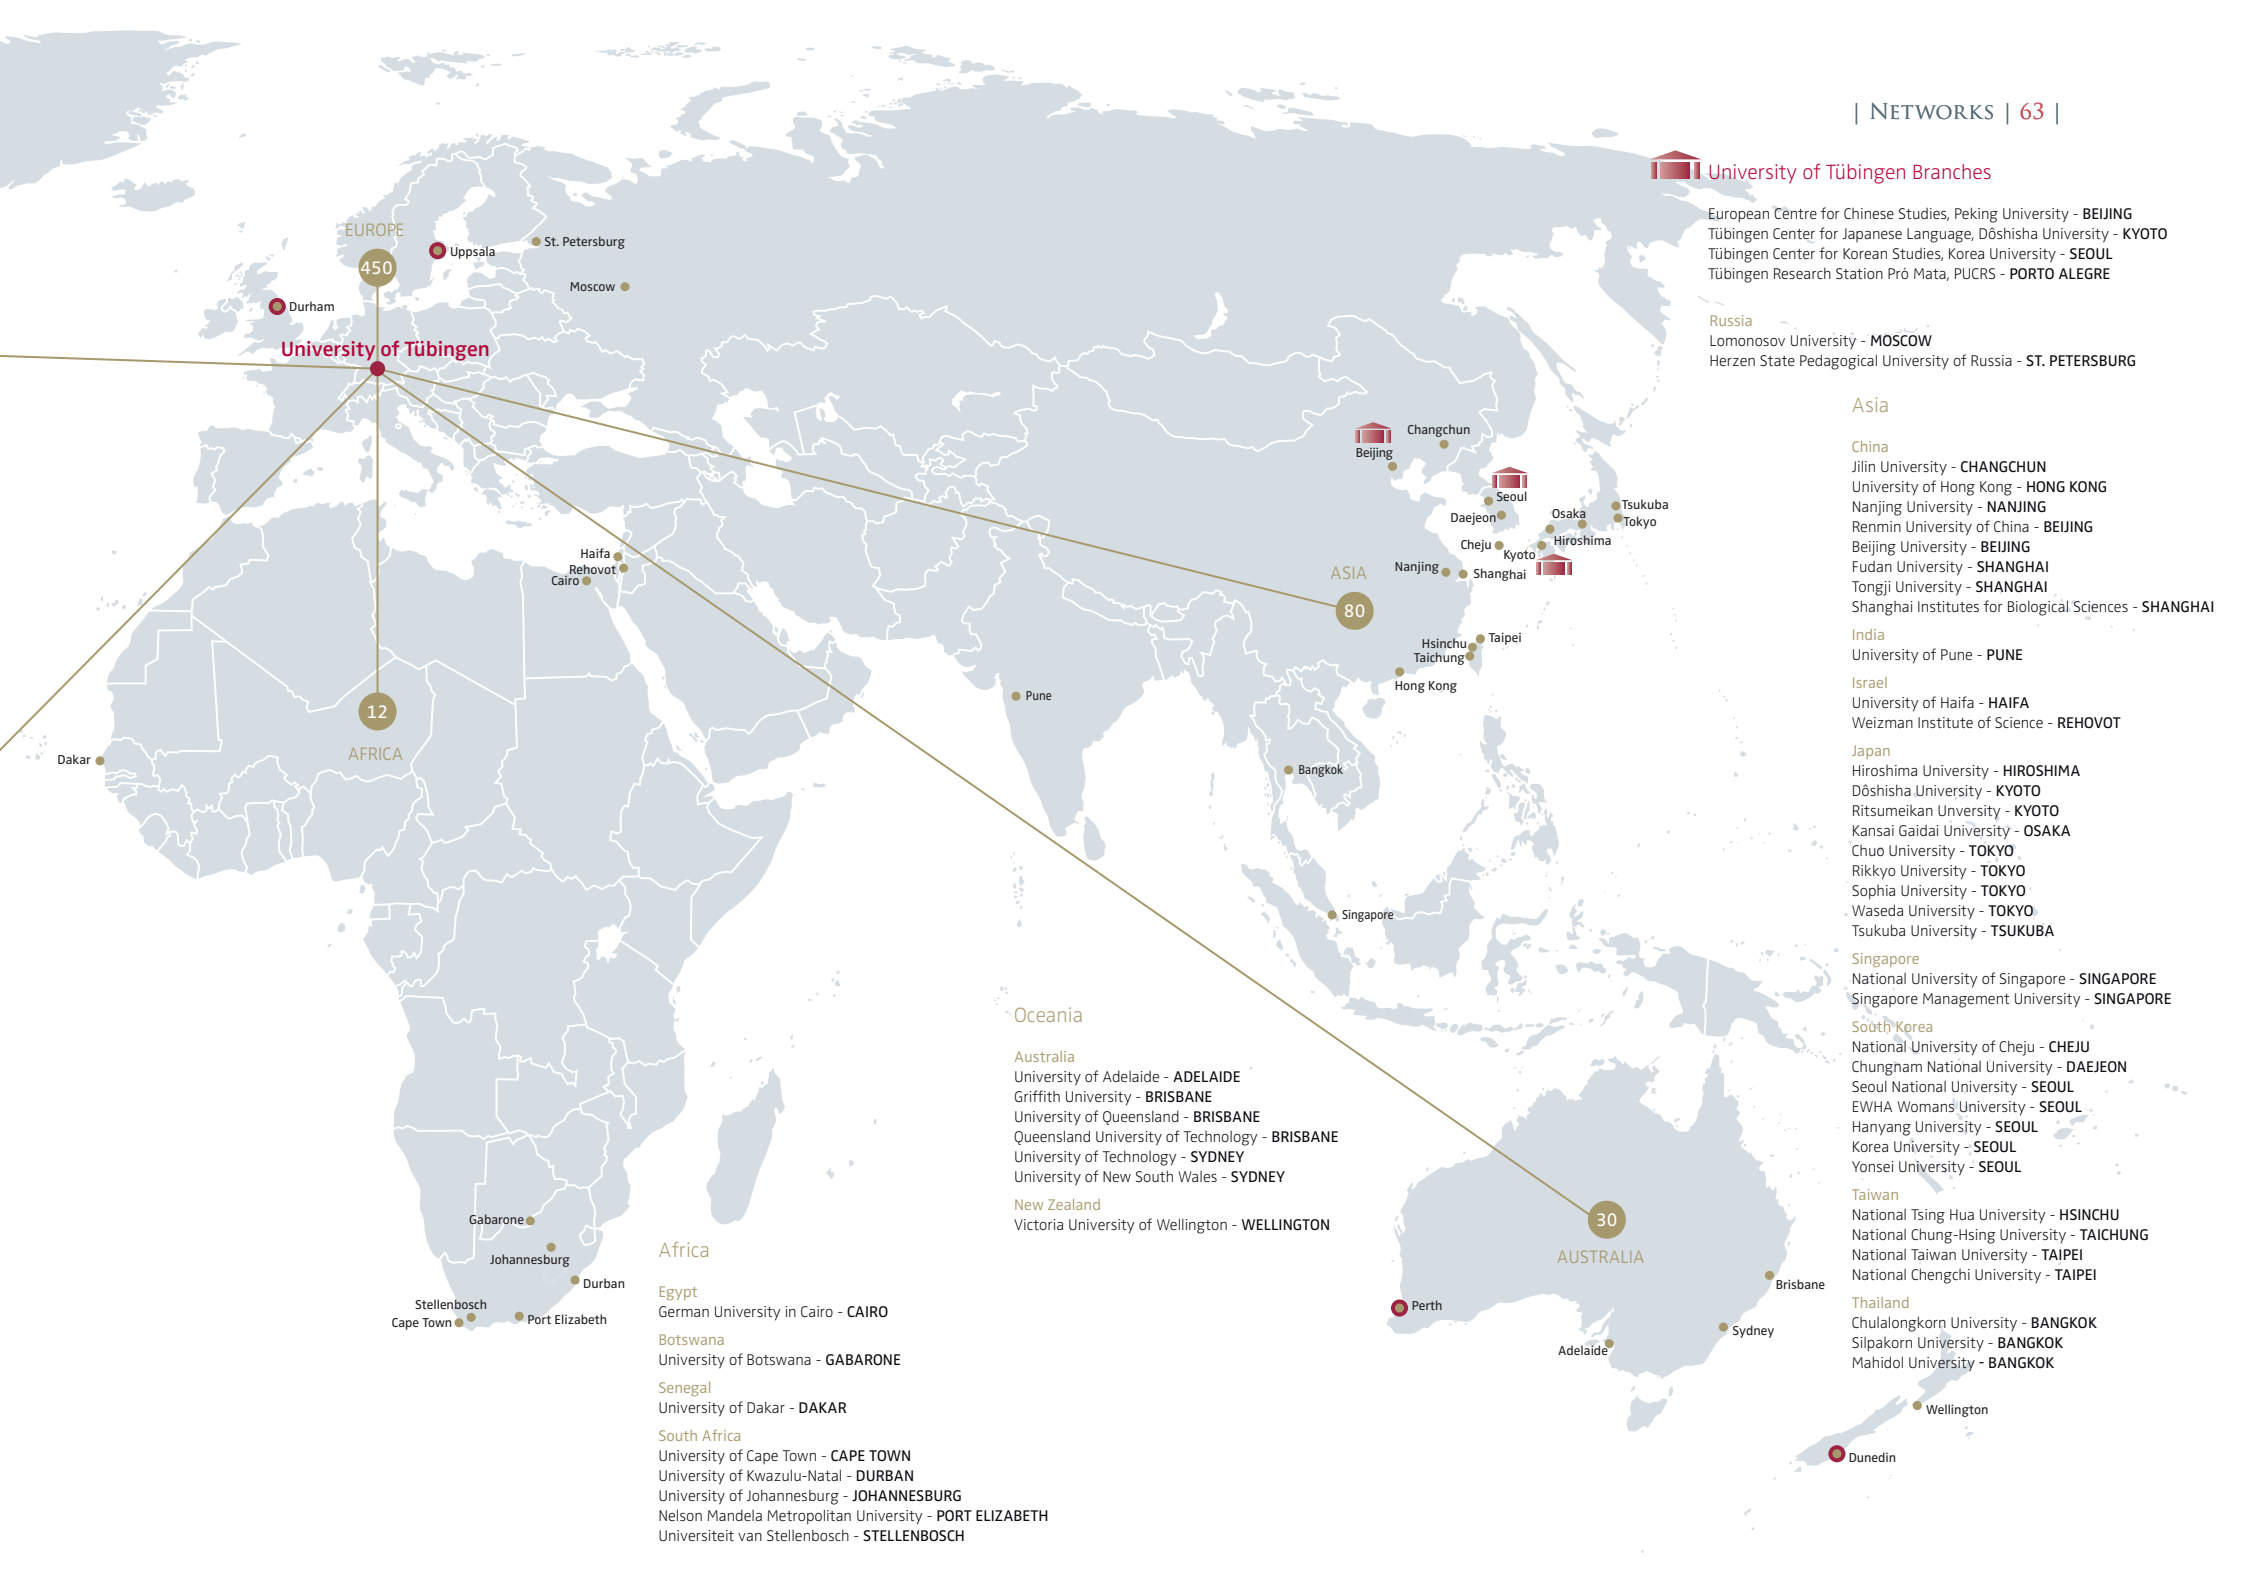 | NETWORKS | 63 |
University of Tübingen Branches
European Centre for Chinese Studies, Peking University - BEIJING
Tübingen Center for Japanese Language, Dôshisha University - KYOTO
Tübingen Center for Korean Studies, Korea University - SEOUL
Tübingen Research Station Pró Mata, PUCRS - PORTO ALEGRE
Russia
Lomonosov University - MOSCOW
Herzen State Pedagogical University of Russia - ST. PETERSBURG
Asia
China
Jilin University - CHANGCHUN
University of Hong Kong - HONG KONG
Nanjing University - NANJING
Renmin University of China - BEIJING
Beijing University - BEIJING
Fudan University - SHANGHAI
Tongji University - SHANGHAI
Shanghai Institutes for Biological Sciences - SHANGHAI
India
University of Pune - PUNE
Israel
University of Haifa - HAIFA
Weizman Institute of Science - REHOVOT
Japan
Hiroshima University - HIROSHIMA
Dôshisha University - KYOTO
Ritsumeikan Unversity - KYOTO
Kansai Gaidai University - OSAKA
Chuo University - TOKYO
Rikkyo University - TOKYO
Sophia University - TOKYO
Waseda University - TOKYO
Tsukuba University - TSUKUBA
Singapore
National University of Singapore - SINGAPORE
Singapore Management University - SINGAPORE
South Korea
National University of Cheju - CHEJU
Chungnam National University - DAEJEON
Seoul National University - SEOUL
EWHA Womans University - SEOUL
Hanyang University - SEOUL
Korea University - SEOUL
Yonsei University - SEOUL
Taiwan
National Tsing Hua University - HSINCHU
National Chung-Hsing University - TAICHUNG
National Taiwan University - TAIPEI
National Chengchi University - TAIPEI
Thailand
Chulalongkorn University - BANGKOK
Silpakorn University - BANGKOK
Mahidol University - BANGKOK
Oceania
Australia
University of Adelaide - ADELAIDE
Griffith University - BRISBANE
University of Queensland - BRISBANE
Queensland University of Technology - BRISBANE
University of Technology - SYDNEY
University of New South Wales - SYDNEY
New Zealand
Victoria University of Wellington - WELLINGTON
Africa
Egypt
German University in Cairo - CAIRO
Botswana
University of Botswana - GABARONE
Senegal
University of Dakar - DAKAR
South Africa
University of Cape Town - CAPE TOWN
University of Kwazulu-Natal - DURBAN
University of Johannesburg - JOHANNESBURG
Nelson Mandela Metropolitan University - PORT ELIZABETH
Universiteit van Stellenbosch - STELLENBOSCH
EUROPE
450
Uppsala
St. Petersburg
Moscow
Durham
University of Tübingen
Changchun
Beijing
Seoul
Daejeon
Tsukuba
Osaka
Tokyo
Hiroshima
Cheju
Kyoto
Nanjing
Shanghai
Haifa
Rehovot
Cairo
ASIA
80
Taipei
Hsinchu
Taichung
Hong Kong
Pune
12
AFRICA
Dakar
Bangkok
Singapore
Gabarone
Johannesburg
Durban
Stellenbosch
Cape Town
Port Elizabeth
30
AUSTRALIA
Brisbane
Perth
Sydney
Adelaide
Wellington
Dunedin